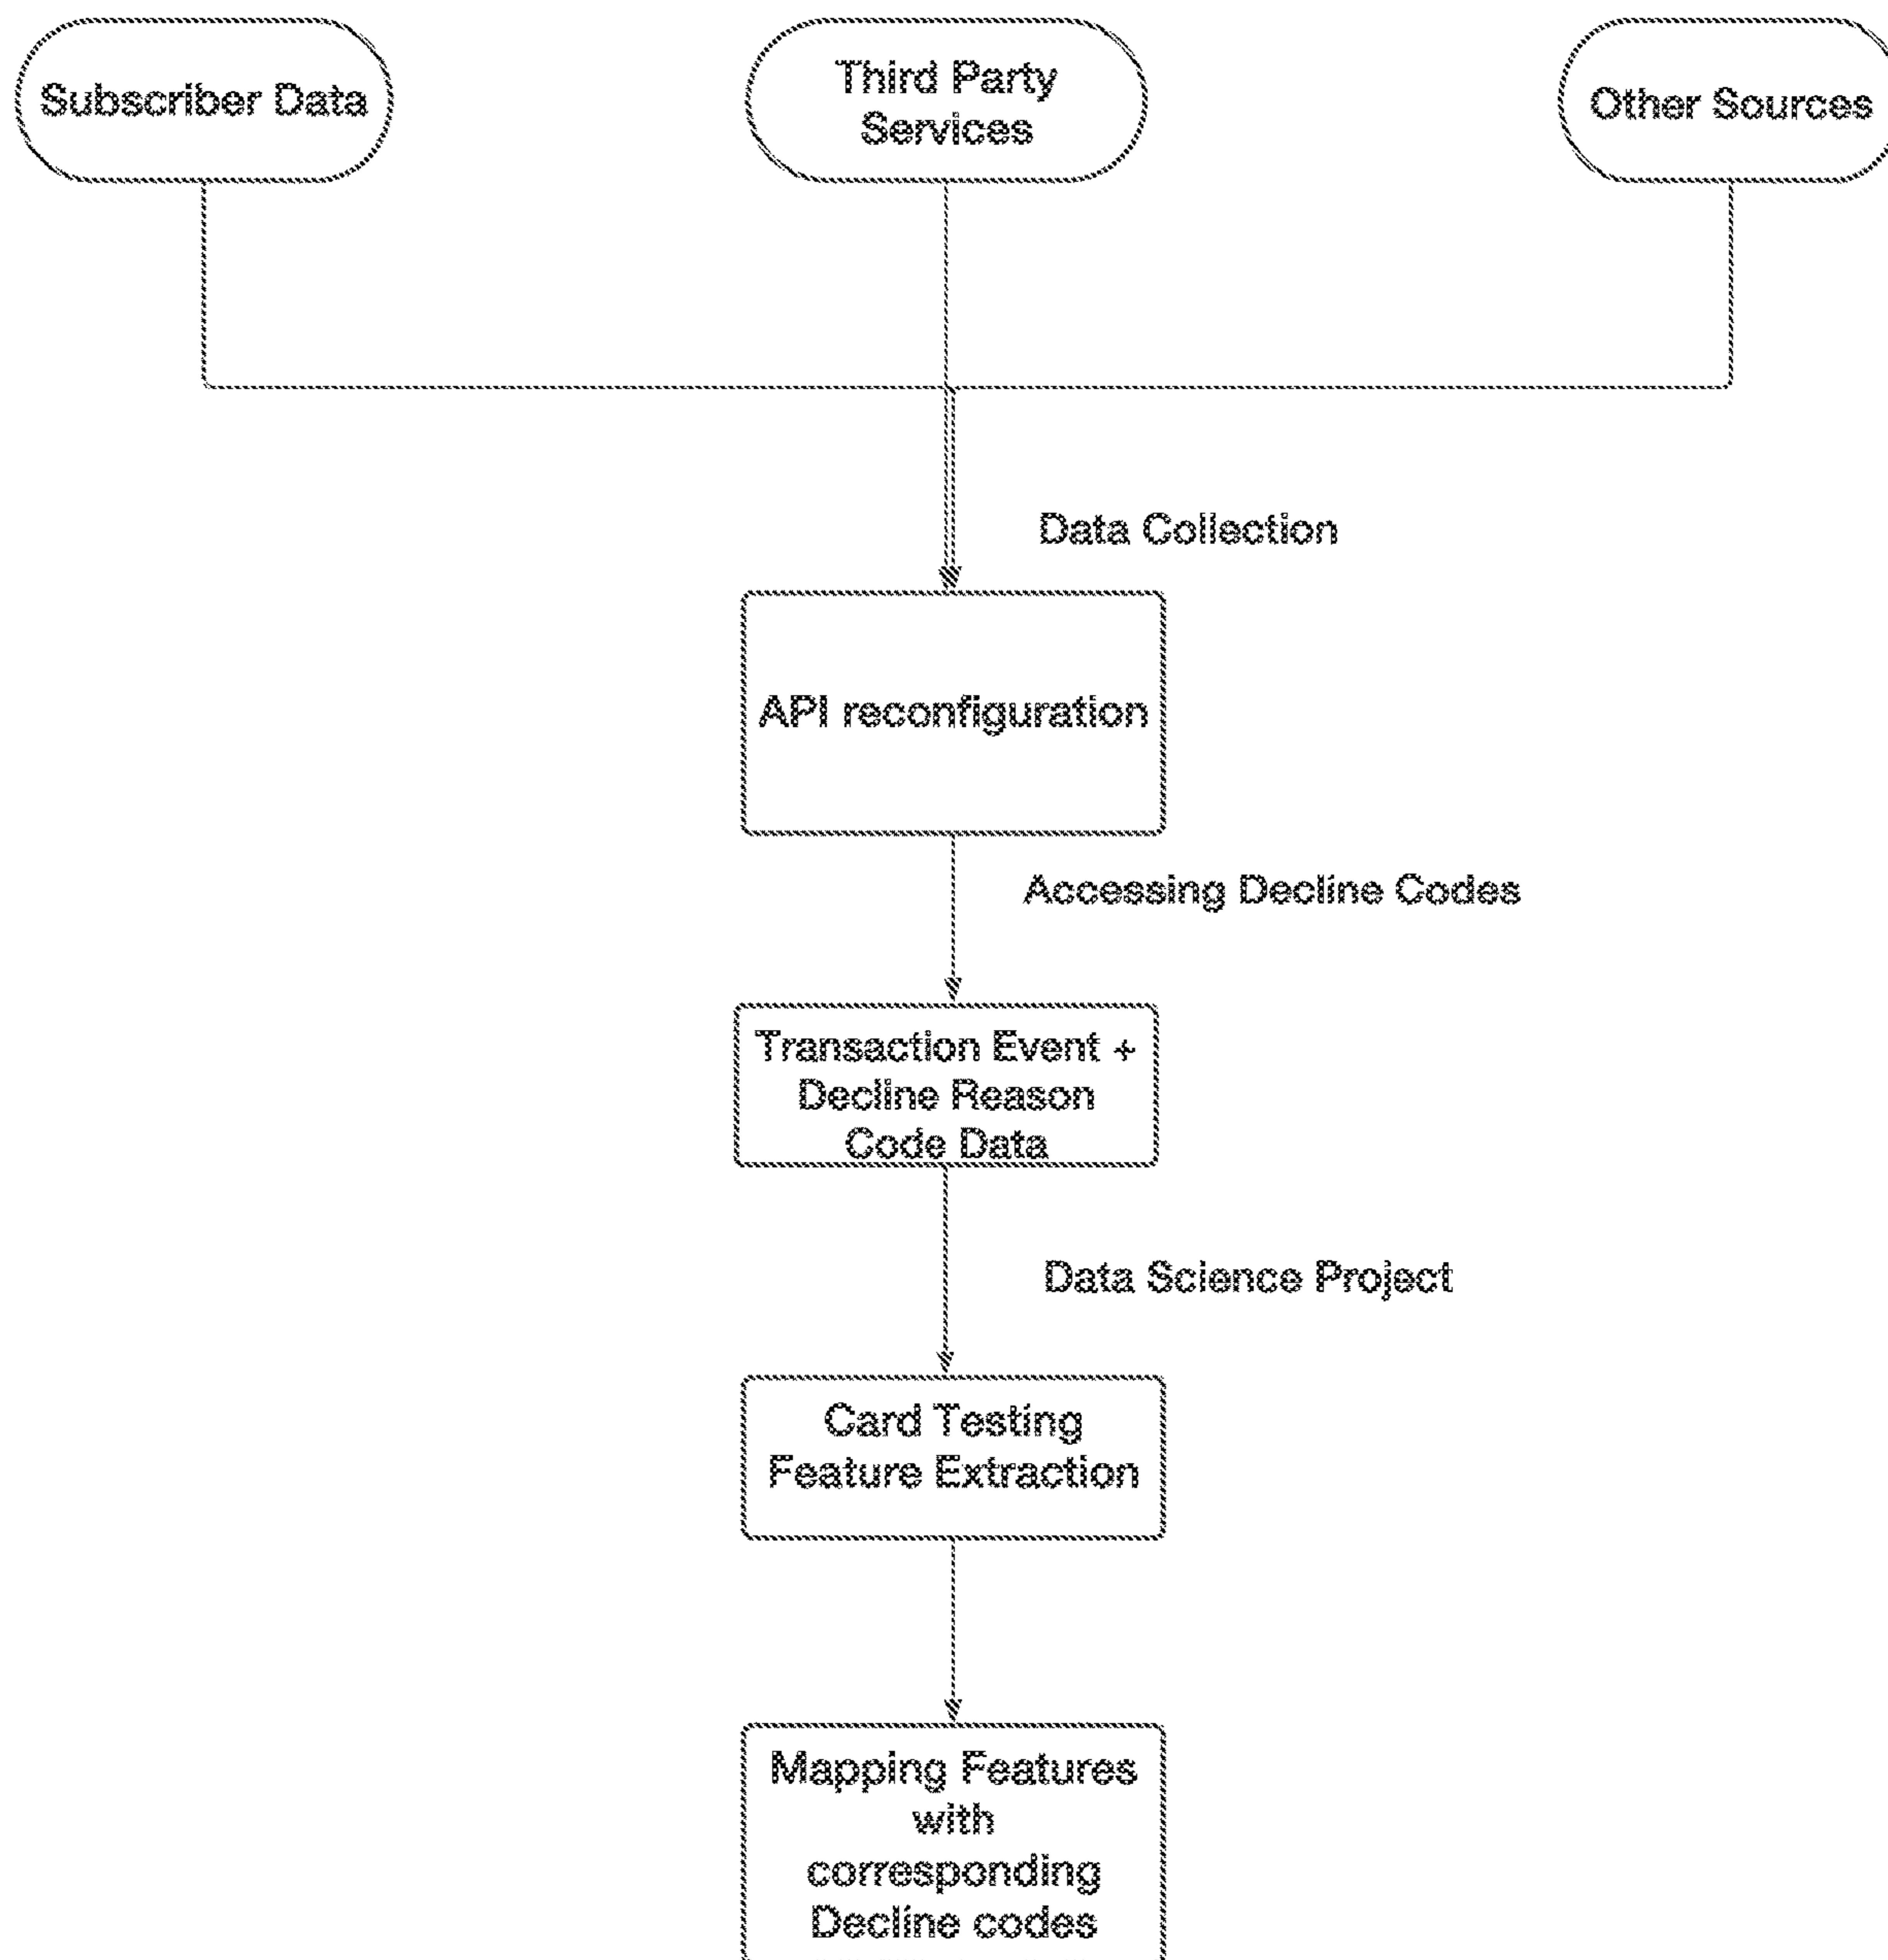 Subscriber Data
Third Party
Services
Other Sources
Data Collection
API reconfiguration
Accessing Decline Codes
Transaction Event +
Decline Reason
Code Data
Data Science Project
Card Testing
Feature Extraction
Mapping Features
with
corresponding
Decline codes